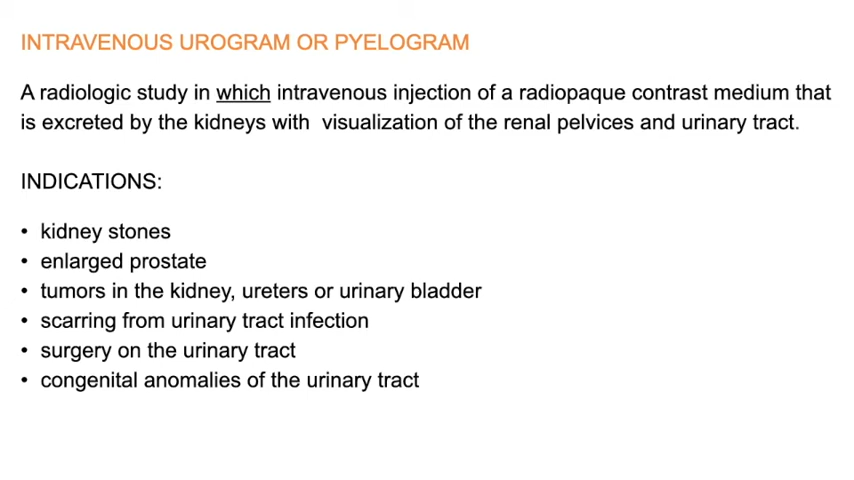 INTRAVENOUS UROGRAM OR PYELOGRAM
A radiologic study in which intravenous injection of a radiopaque contrast medium that
is excreted by the kidneys with  visualization of the renal pelvices and urinary tract.
INDICATIONS:
• kidney stones
• enlarged prostate
• tumors in the kidney, ureters or urinary bladder
• scarring from urinary tract infection
• surgery on the urinary tract
• congenital anomalies of the urinary tract